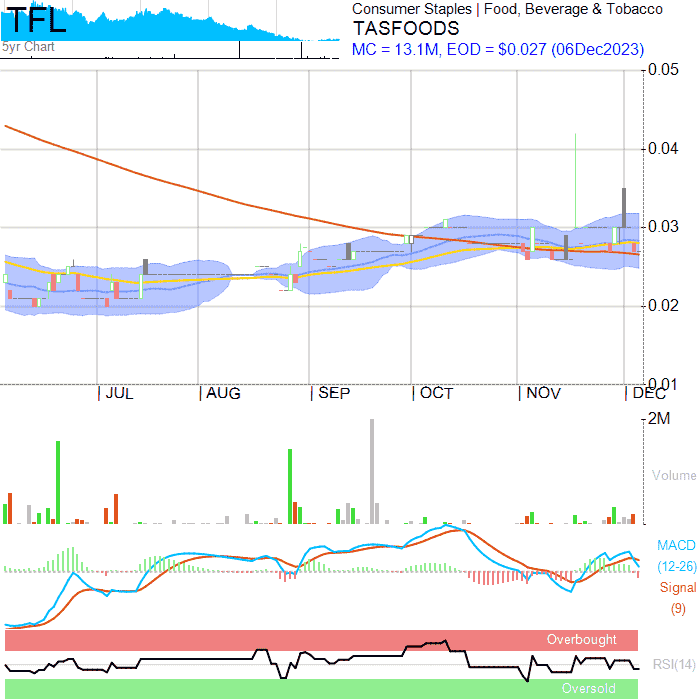 TFL
5yr Chart
Consumer Staples | Food, Beverage & Tobacco
TASFOODS
MC = 13.1M, EOD = $0.027 (06Dec2023)
0.05
0.04
0.03
0.02
0.01
JUL
AUG
SEP
OCT
NOV
DEC
2M
Volume
MACD
(12-26)
Signal
(9)
Overbought
RSI(14)
Oversold